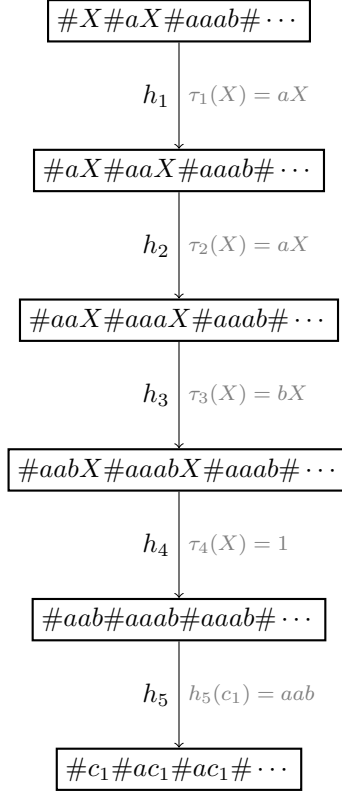 #X#aX#aaab#⋯
h₁ τ₁(X) = aX
#aX#aaX#aaab#⋯
h₂ τ₂(X) = aX
#aaX#aaaX#aaab#⋯
h₃ τ₃(X) = bX
#aabX#aaabX#aaab#⋯
h₄ τ₄(X) = 1
#aab#aaab#aaab#⋯
h₅ h₅(c₁) = aab
#c₁#ac₁#ac₁#⋯